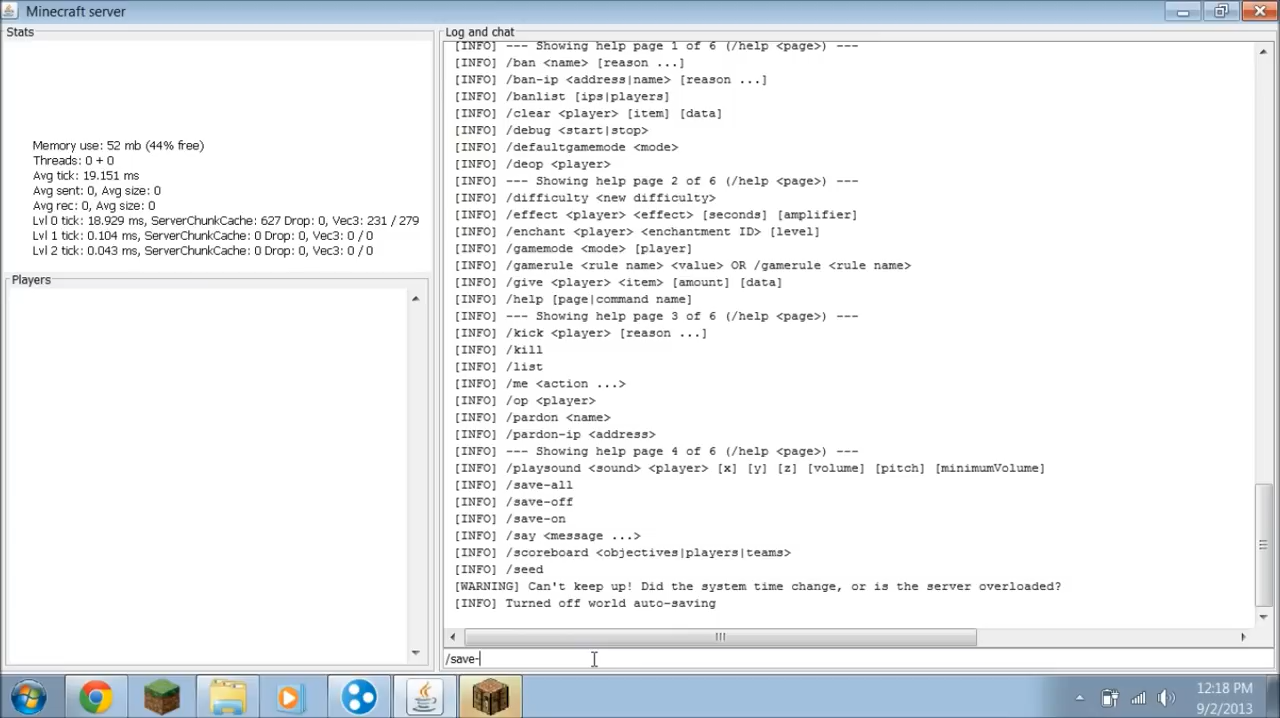 Minecraft server
Stats
Memory use: 52 mb (44% free)
Threads: 0 + 0
Avg tick: 19.151 ms
Avg sent: 0, Avg size: 0
Avg rec: 0, Avg size: 0
Lvl 0 tick: 18.929 ms, ServerChunkCache: 627 Drop: 0, Vec3: 231 / 279
Lvl 1 tick: 0.104 ms, ServerChunkCache: 0 Drop: 0, Vec3: 0 / 0
Lvl 2 tick: 0.043 ms, ServerChunkCache: 0 Drop: 0, Vec3: 0 / 0
Players
Log and chat
[INFO] --- Showing help page 1 of 6 (/help <page>) ---
[INFO] /ban <name> [reason ...]
[INFO] /ban-ip <address|name> [reason ...]
[INFO] /banlist [ips|players]
[INFO] /clear <player> [item] [data]
[INFO] /debug <start|stop>
[INFO] /defaultgamemode <mode>
[INFO] /deop <player>
[INFO] --- Showing help page 2 of 6 (/help <page>) ---
[INFO] /difficulty <new difficulty>
[INFO] /effect <player> <effect> [seconds] [amplifier]
[INFO] /enchant <player> <enchantment ID> [level]
[INFO] /gamemode <mode> [player]
[INFO] /gamerule <rule name> <value> OR /gamerule <rule name>
[INFO] /give <player> <item> [amount] [data]
[INFO] /help [page|command name]
[INFO] --- Showing help page 3 of 6 (/help <page>) ---
[INFO] /kick <player> [reason ...]
[INFO] /kill
[INFO] /list
[INFO] /me <action ...>
[INFO] /op <player>
[INFO] /pardon <name>
[INFO] /pardon-ip <address>
[INFO] --- Showing help page 4 of 6 (/help <page>) ---
[INFO] /playsound <sound> <player> [x] [y] [z] [volume] [pitch] [minimumVolume]
[INFO] /save-all
[INFO] /save-off
[INFO] /save-on
[INFO] /say <message ...>
[INFO] /scoreboard <objectives|players|teams>
[INFO] /seed
[WARNING] Can't keep up! Did the system time change, or is the server overloaded?
[INFO] Turned off world auto-saving
/save-
12:18 PM
9/2/2013